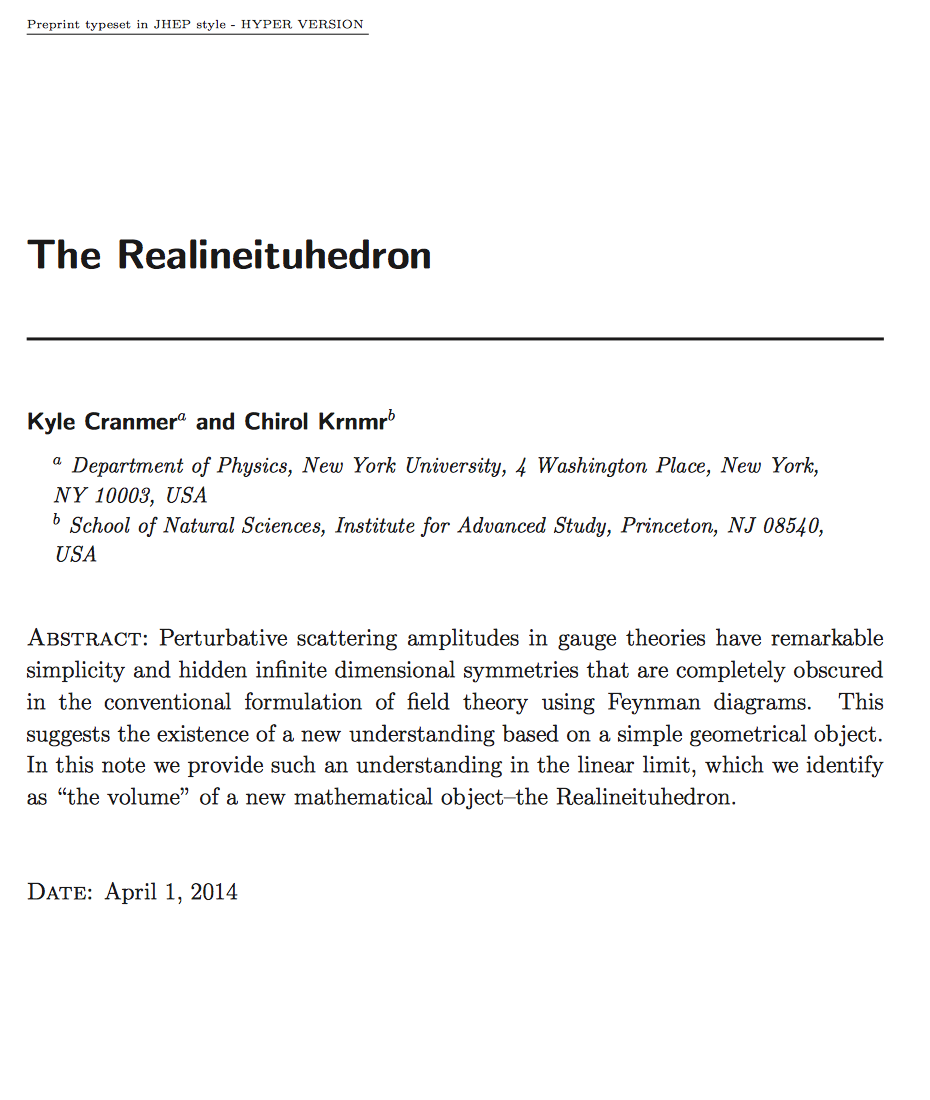 Preprint typeset in JHEP style - HYPER VERSION
The Realineituhedron
Kyle Cranmerᵃ and Chirol Krnmrᵇ
ᵃ Department of Physics, New York University, 4 Washington Place, New York,
NY 10003, USA
ᵇ School of Natural Sciences, Institute for Advanced Study, Princeton, NJ 08540,
USA
Abstract: Perturbative scattering amplitudes in gauge theories have remarkable
simplicity and hidden infinite dimensional symmetries that are completely obscured
in the conventional formulation of field theory using Feynman diagrams. This
suggests the existence of a new understanding based on a simple geometrical object.
In this note we provide such an understanding in the linear limit, which we identify
as “the volume” of a new mathematical object–the Realineituhedron.
Date: April 1, 2014